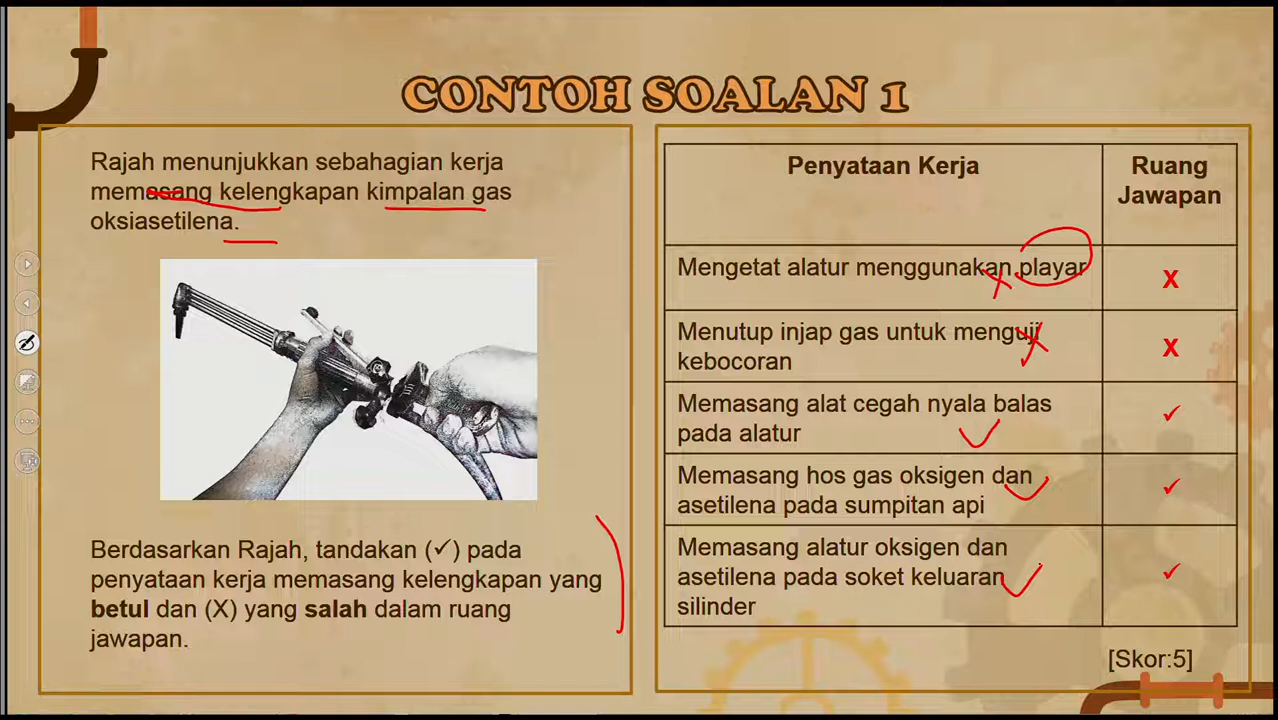 CONTOH SOALAN 1
Rajah menunjukkan sebahagian kerja
memasang kelengkapan kimpalan gas
oksiasetilena.
Berdasarkan Rajah, tandakan (✓) pada
penyataan kerja memasang kelengkapan yang
betul dan (X) yang salah dalam ruang
jawapan.
Penyataan Kerja
Ruang
Jawapan
Mengetat alatur menggunakan playar
X
Menutup injap gas untuk menguji
kebocoran
X
Memasang alat cegah nyala balas
pada alatur
✓
Memasang hos gas oksigen dan
asetilena pada sumpitan api
✓
Memasang alatur oksigen dan
asetilena pada soket keluaran
silinder
✓
[Skor:5]